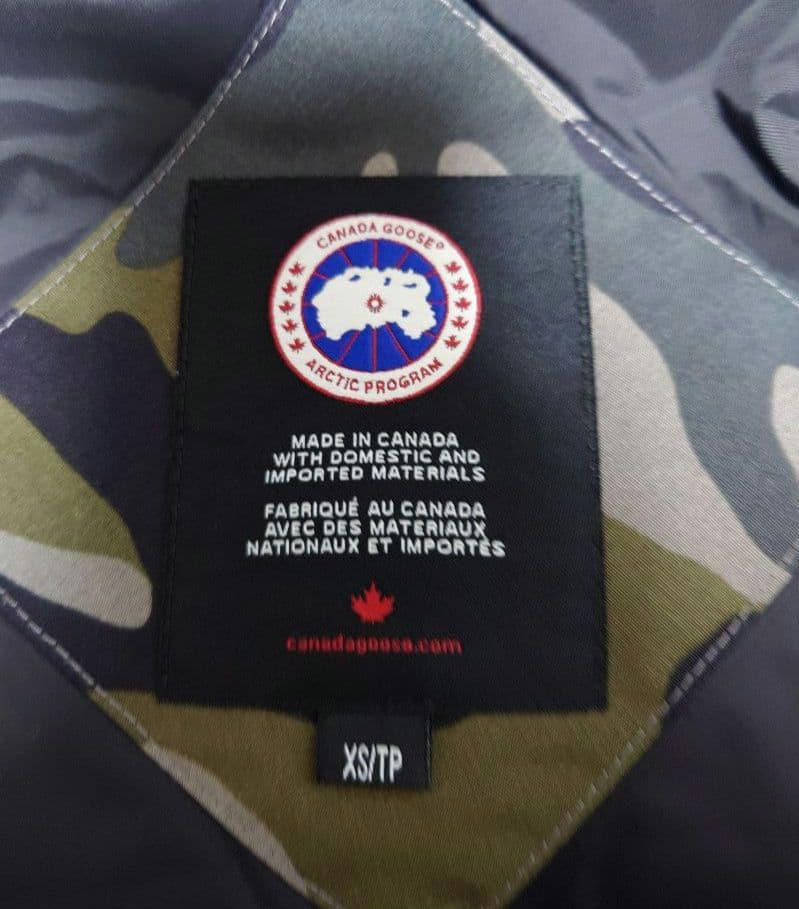 CANADA GOOSE®
ARCTIC PROGRAM
MADE IN CANADA
WITH DOMESTIC AND
IMPORTED MATERIALS
FABRIQUÉ AU CANADA
AVEC DES MATERIAUX
NATIONAUX ET IMPORTÉS
canadagoose.com
XS/TP